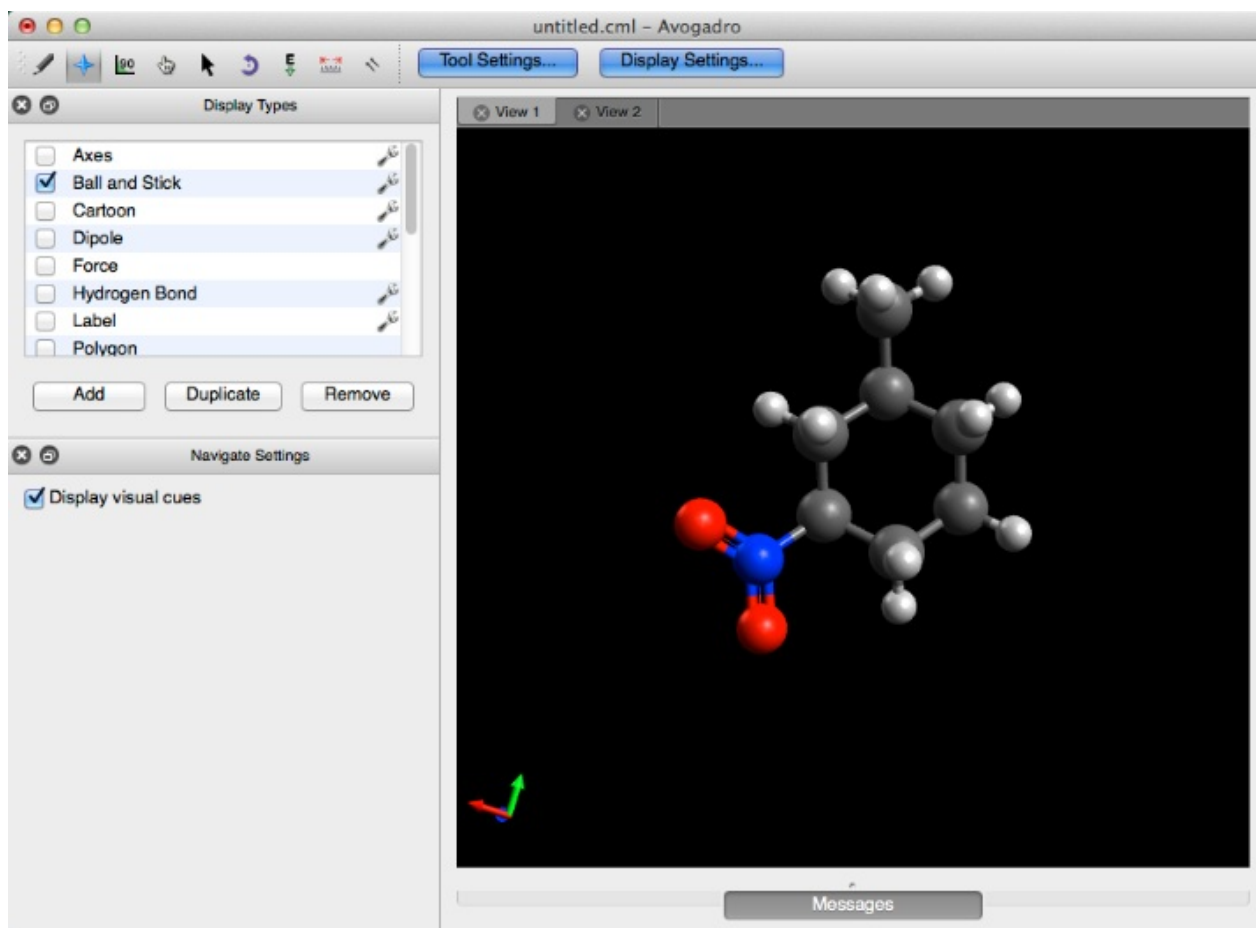 untitled.cml – Avogadro
90
E
Tool Settings...
Display Settings...
Display Types
View 1
View 2
Axes
Ball and Stick
Cartoon
Dipole
Force
Hydrogen Bond
Label
Polygon
Add
Duplicate
Remove
Navigate Settings
Display visual cues
Messages